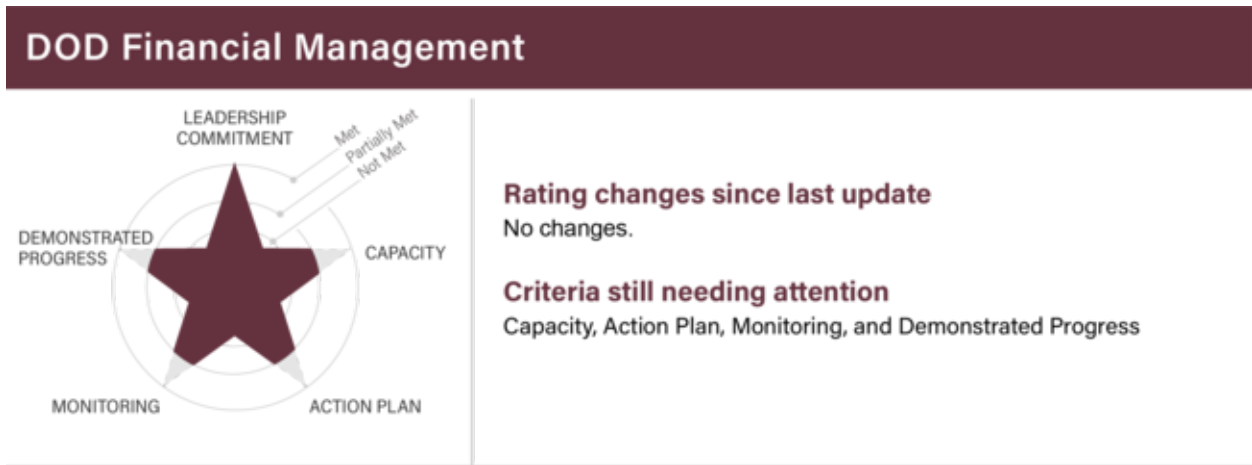 DOD Financial Management
LEADERSHIP
COMMITMENT
Met
Partially Met
Not Met
DEMONSTRATED
PROGRESS
CAPACITY
MONITORING
ACTION PLAN
Rating changes since last update
No changes.
Criteria still needing attention
Capacity, Action Plan, Monitoring, and Demonstrated Progress